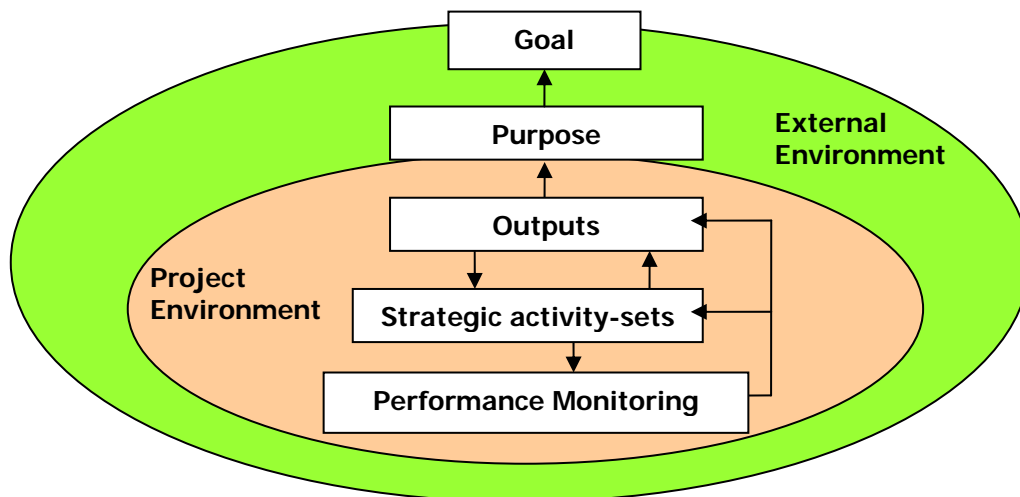 Goal
Purpose
External
Environment
Outputs
Project
Environment
Strategic activity-sets
Performance Monitoring